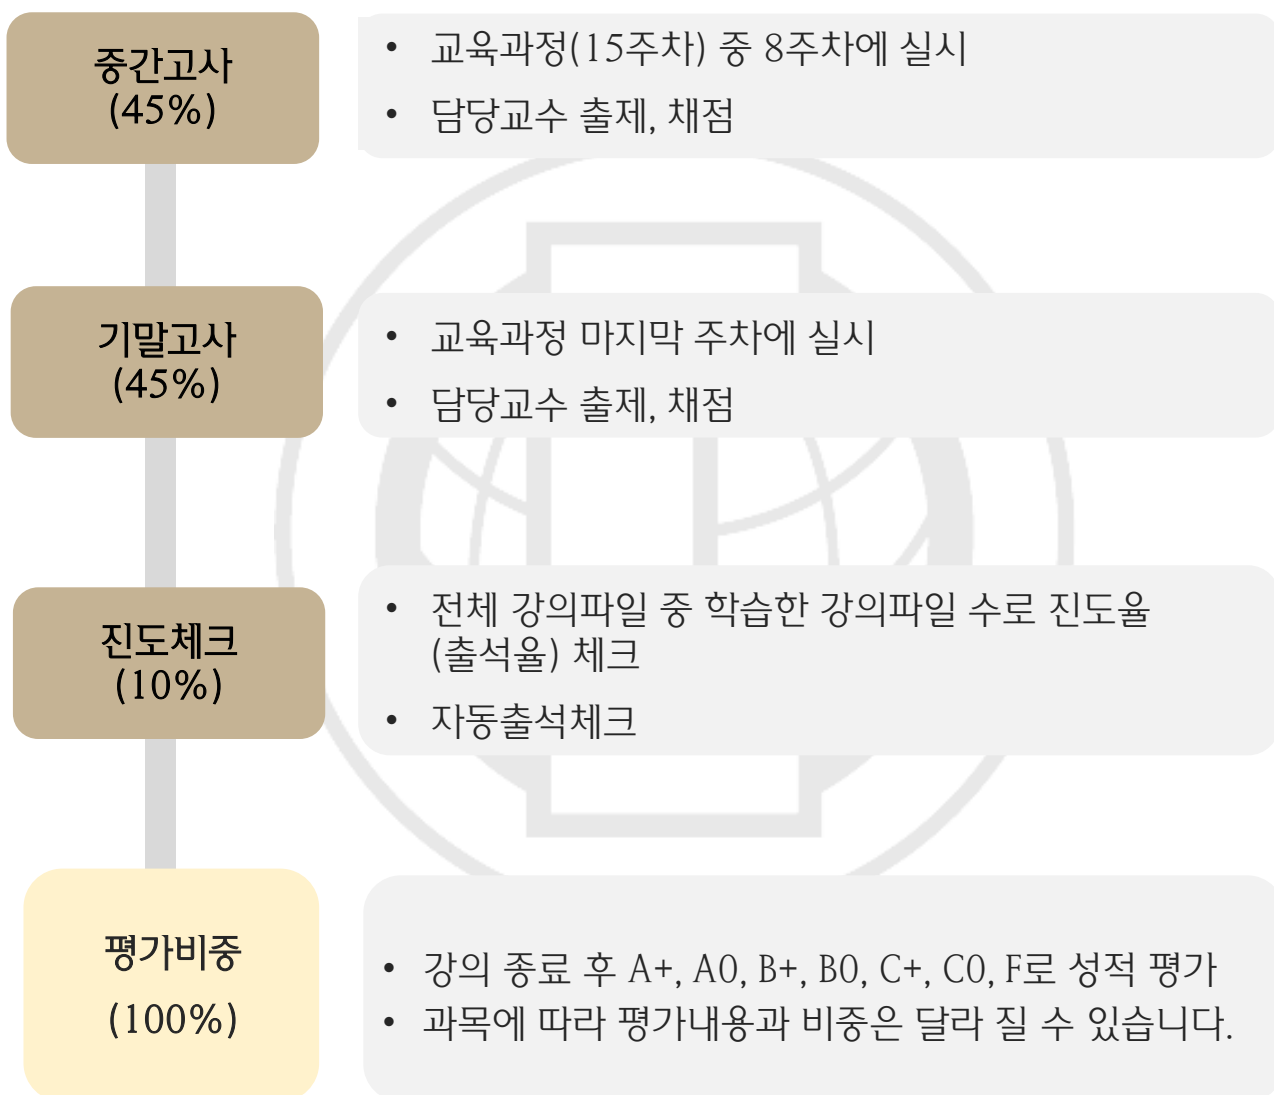 중간고사
(45%)
• 교육과정(15주차) 중 8주차에 실시
• 담당교수 출제, 채점
기말고사
(45%)
• 교육과정 마지막 주차에 실시
• 담당교수 출제, 채점
진도체크
(10%)
• 전체 강의파일 중 학습한 강의파일 수로 진도율
(출석율) 체크
• 자동출석체크
평가비중
(100%)
• 강의 종료 후 A+, A0, B+, B0, C+, C0, F로 성적 평가
• 과목에 따라 평가내용과 비중은 달라 질 수 있습니다.